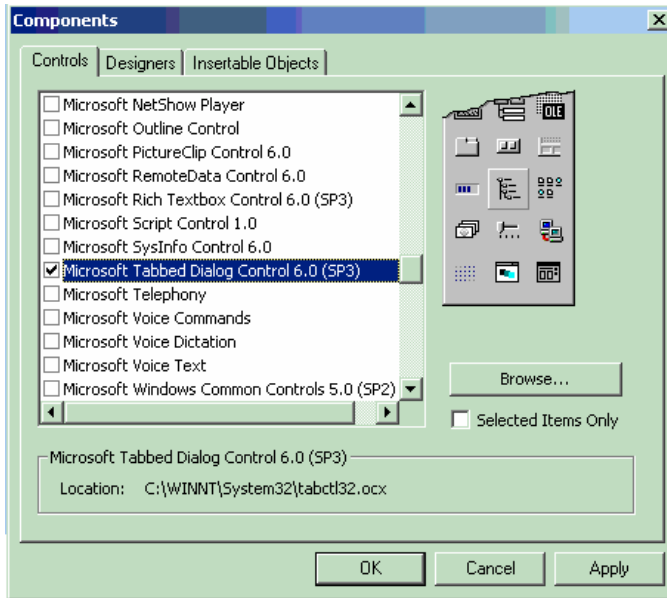 Components
Controls
Designers
Insertable Objects
Microsoft NetShow Player
Microsoft Outline Control
Microsoft PictureClip Control 6.0
Microsoft RemoteData Control 6.0
Microsoft Rich Textbox Control 6.0 (SP3)
Microsoft Script Control 1.0
Microsoft SysInfo Control 6.0
Microsoft Tabbed Dialog Control 6.0 (SP3)
Microsoft Telephony
Microsoft Voice Commands
Microsoft Voice Dictation
Microsoft Voice Text
Microsoft Windows Common Controls 5.0 (SP2)
OLE
Browse...
Selected Items Only
Microsoft Tabbed Dialog Control 6.0 (SP3)
Location: C:\WINNT\System32\tabctl32.ocx
OK
Cancel
Apply